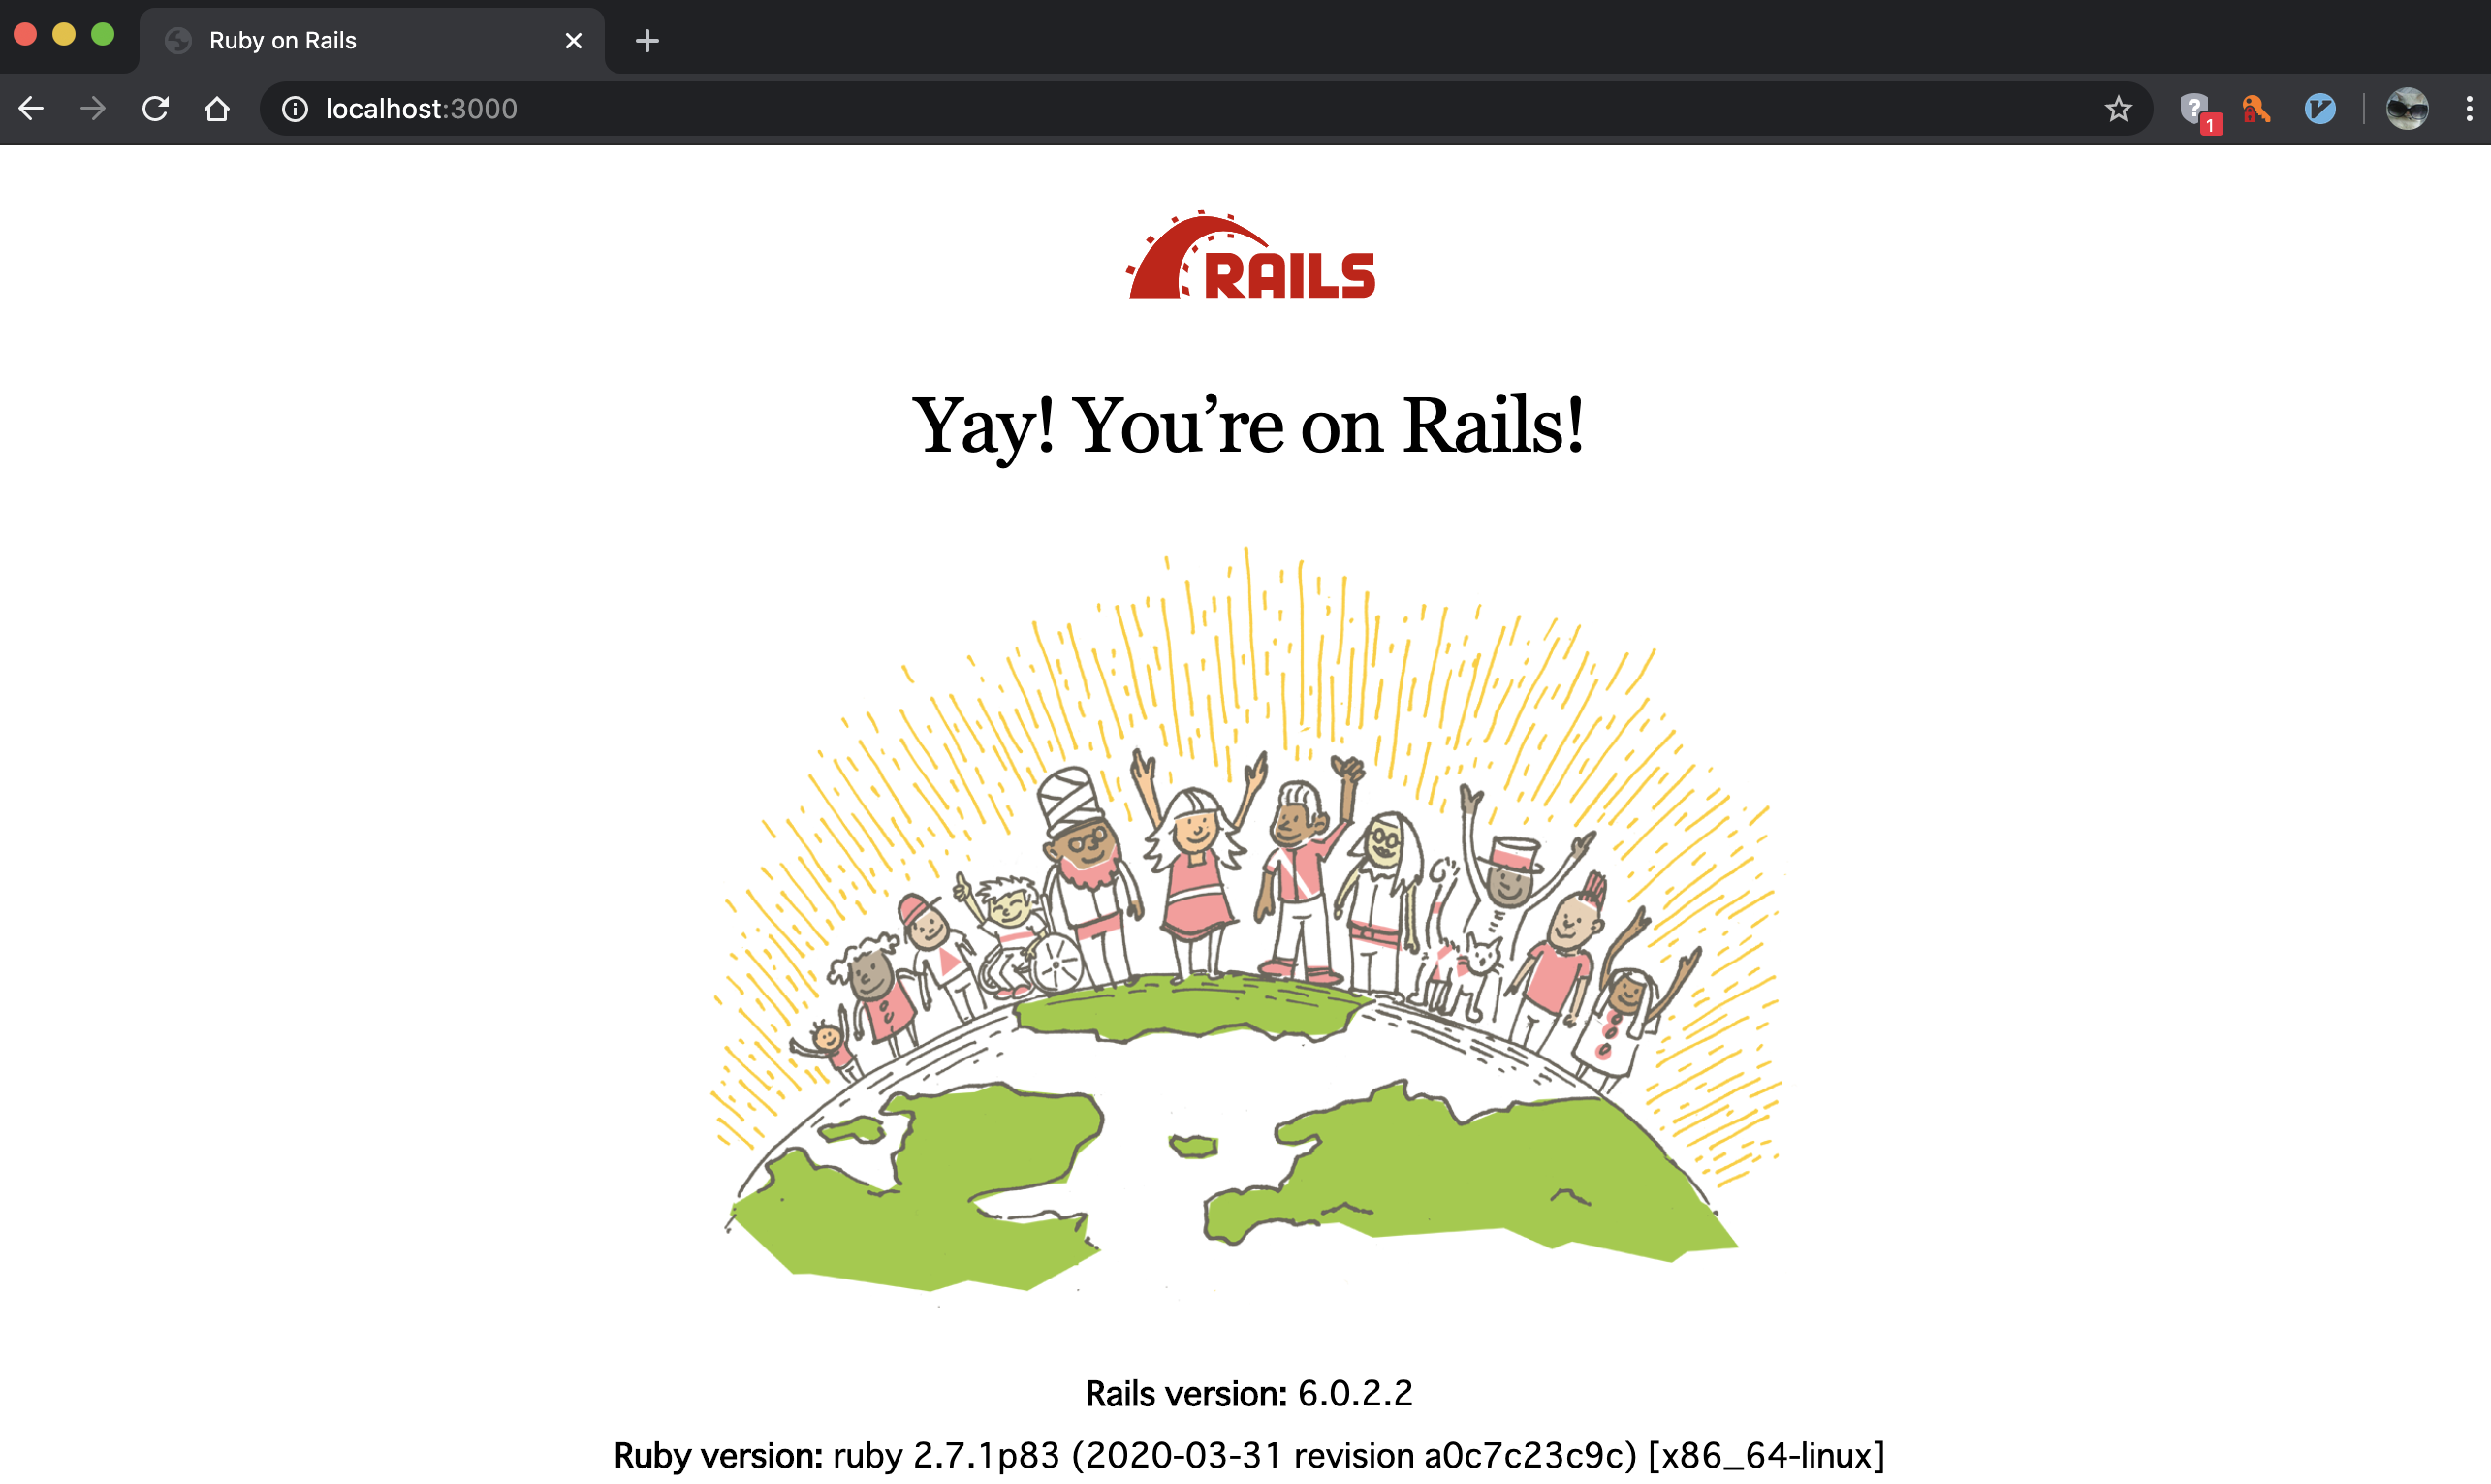 Ruby on Rails
localhost:3000
1
RAILS
Yay! You’re on Rails!
Rails version: 6.0.2.2
Ruby version: ruby 2.7.1p83 (2020-03-31 revision a0c7c23c9c) [x86_64-linux]